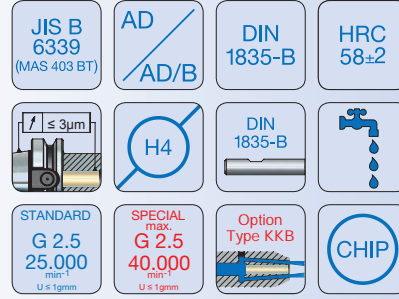 JIS B
6339
(MAS 403 BT)
AD
AD/B
DIN
1835-B
HRC
58±2
≤ 3µm
H4
DIN
1835-B
STANDARD
G 2.5
25.000
min⁻¹
U ≤ 1gmm
SPECIAL
max.
G 2.5
40.000
min⁻¹
U ≤ 1gmm
Option
Type KKB
CHIP